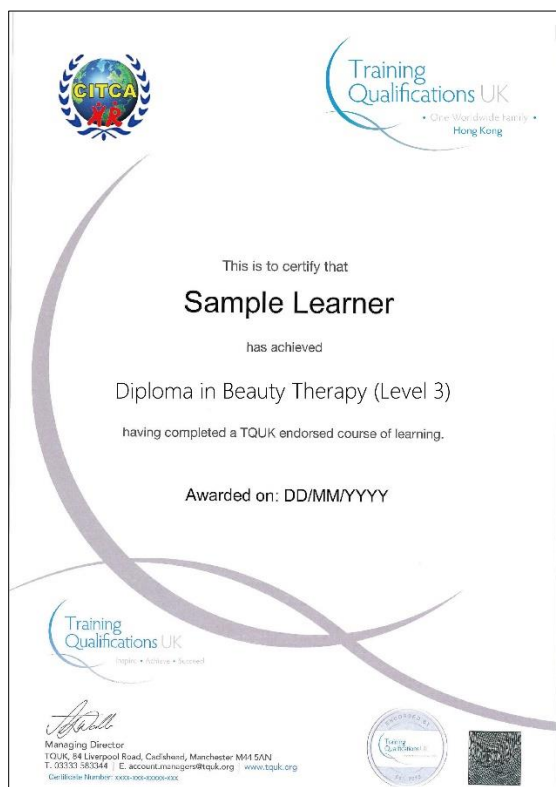 CITCA
HR
Training
Qualifications UK
• One Worldwide Family •
Hong Kong
This is to certify that
Sample Learner
has achieved
Diploma in Beauty Therapy (Level 3)
having completed a TQUK endorsed course of learning.
Awarded on: DD/MM/YYYY
Training
Qualifications UK
Inspire • Achieve • Succeed
Managing Director
TQUK, 84 Liverpool Road, Cadishead, Manchester M44 5AN
T. 03333 583344 | E. account.managers@tquk.org | www.tquk.org
Certificate Number: xxxx-xxx-xxxxx-xxx
ENDORSED BY
Training
Qualifications UK